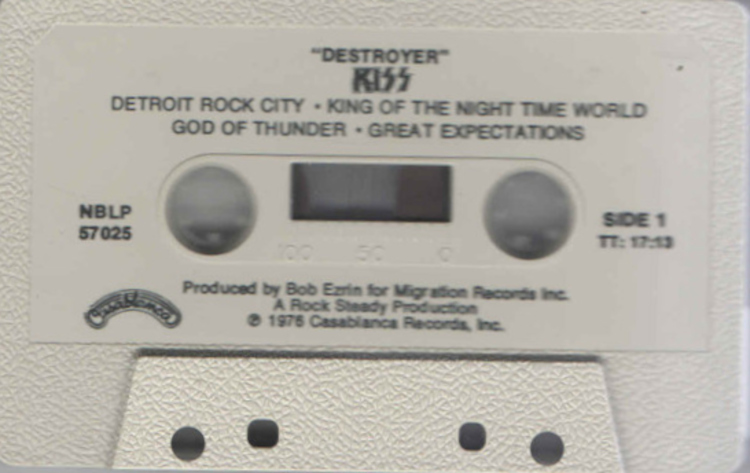 "DESTROYER"
KISS
DETROIT ROCK CITY • KING OF THE NIGHT TIME WORLD
GOD OF THUNDER • GREAT EXPECTATIONS
NBLP
57025
100 50 0
SIDE 1
TT: 17:13
Produced by Bob Ezrin for Migration Records Inc.
A Rock Steady Production
℗ 1976 Casablanca Records, Inc.
Casablanca